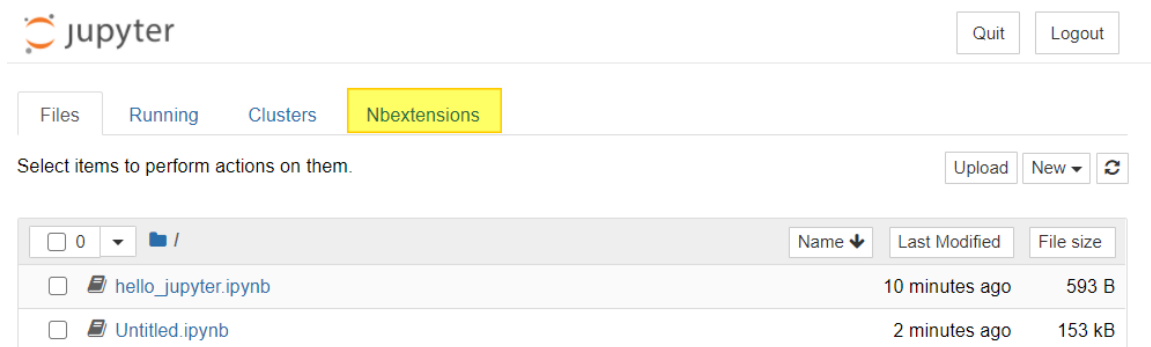 jupyter Quit Logout
Files Running Clusters Nbextensions
Select items to perform actions on them. Upload New
0 / Name Last Modified File size
hello_jupyter.ipynb 10 minutes ago 593 B
Untitled.ipynb 2 minutes ago 153 kB